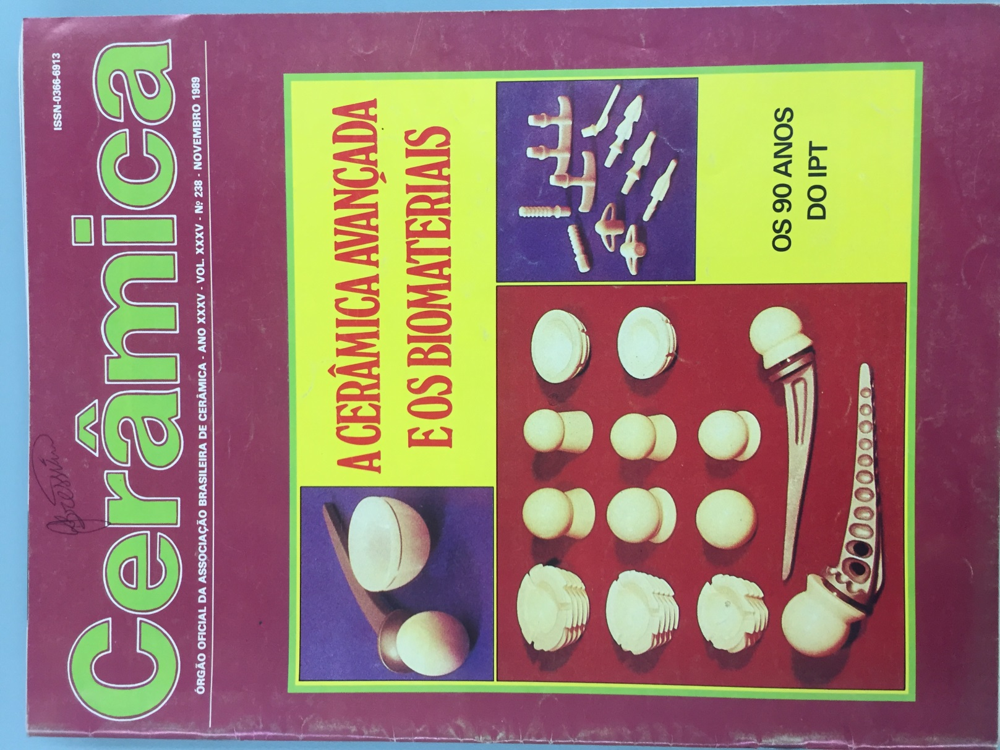 ISSN-0366-6913
Cerâmica
ÓRGÃO OFICIAL DA ASSOCIAÇÃO BRASILEIRA DE CERÂMICA - ANO XXXV - VOL. XXXV - Nº 238 - NOVEMBRO 1989
A CERÂMICA AVANÇADA
E OS BIOMATERIAIS
OS 90 ANOS
DO IPT